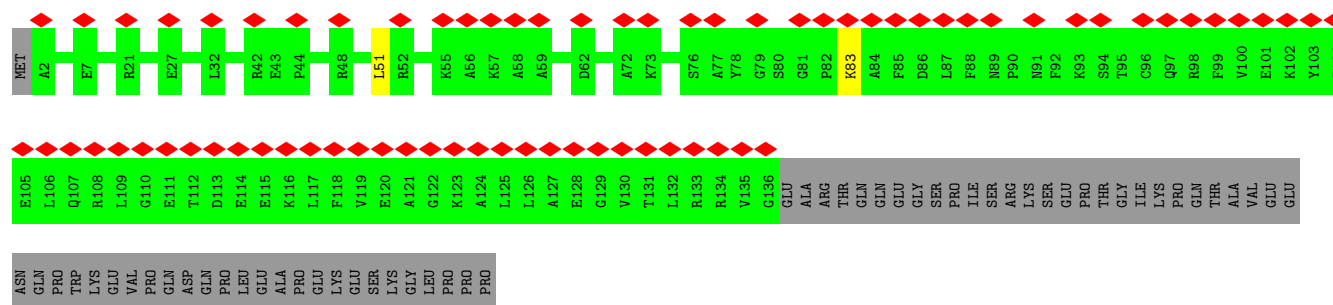 MET A2 E7 R21 E27 L32 R42 E43 P44 R48 L51 R52 K55 A56 K57 A58 A59 D62 A72 K73 S76 A77 Y78 G79 S80 G81 P82 K83 A84 F85 D86 L87 F88 N89 P90 N91 F92 K93 S94 T95 C96 Q97 R98 F99 V100 E101 K102 Y103
E105 L106 Q107 R108 L109 G110 E111 T112 D113 E114 E115 K116 L117 F118 V119 E120 A121 G122 K123 A124 L125 L126 A127 E128 G129 V130 T131 L132 R133 R134 V135 G136 GLU ALA ARG THR GLN GLN GLU GLY SER PRO ILE SER ARG LYS SER GLU PRO THR GLY ILE LYS PRO GLN THR ALA VAL GLU GLU
ASN GLN PRO TRP LYS GLU VAL PRO GLN ASP GLN PRO LEU GLU ALA PRO GLU LYS GLU SER LYS GLY LEU PRO PRO PRO